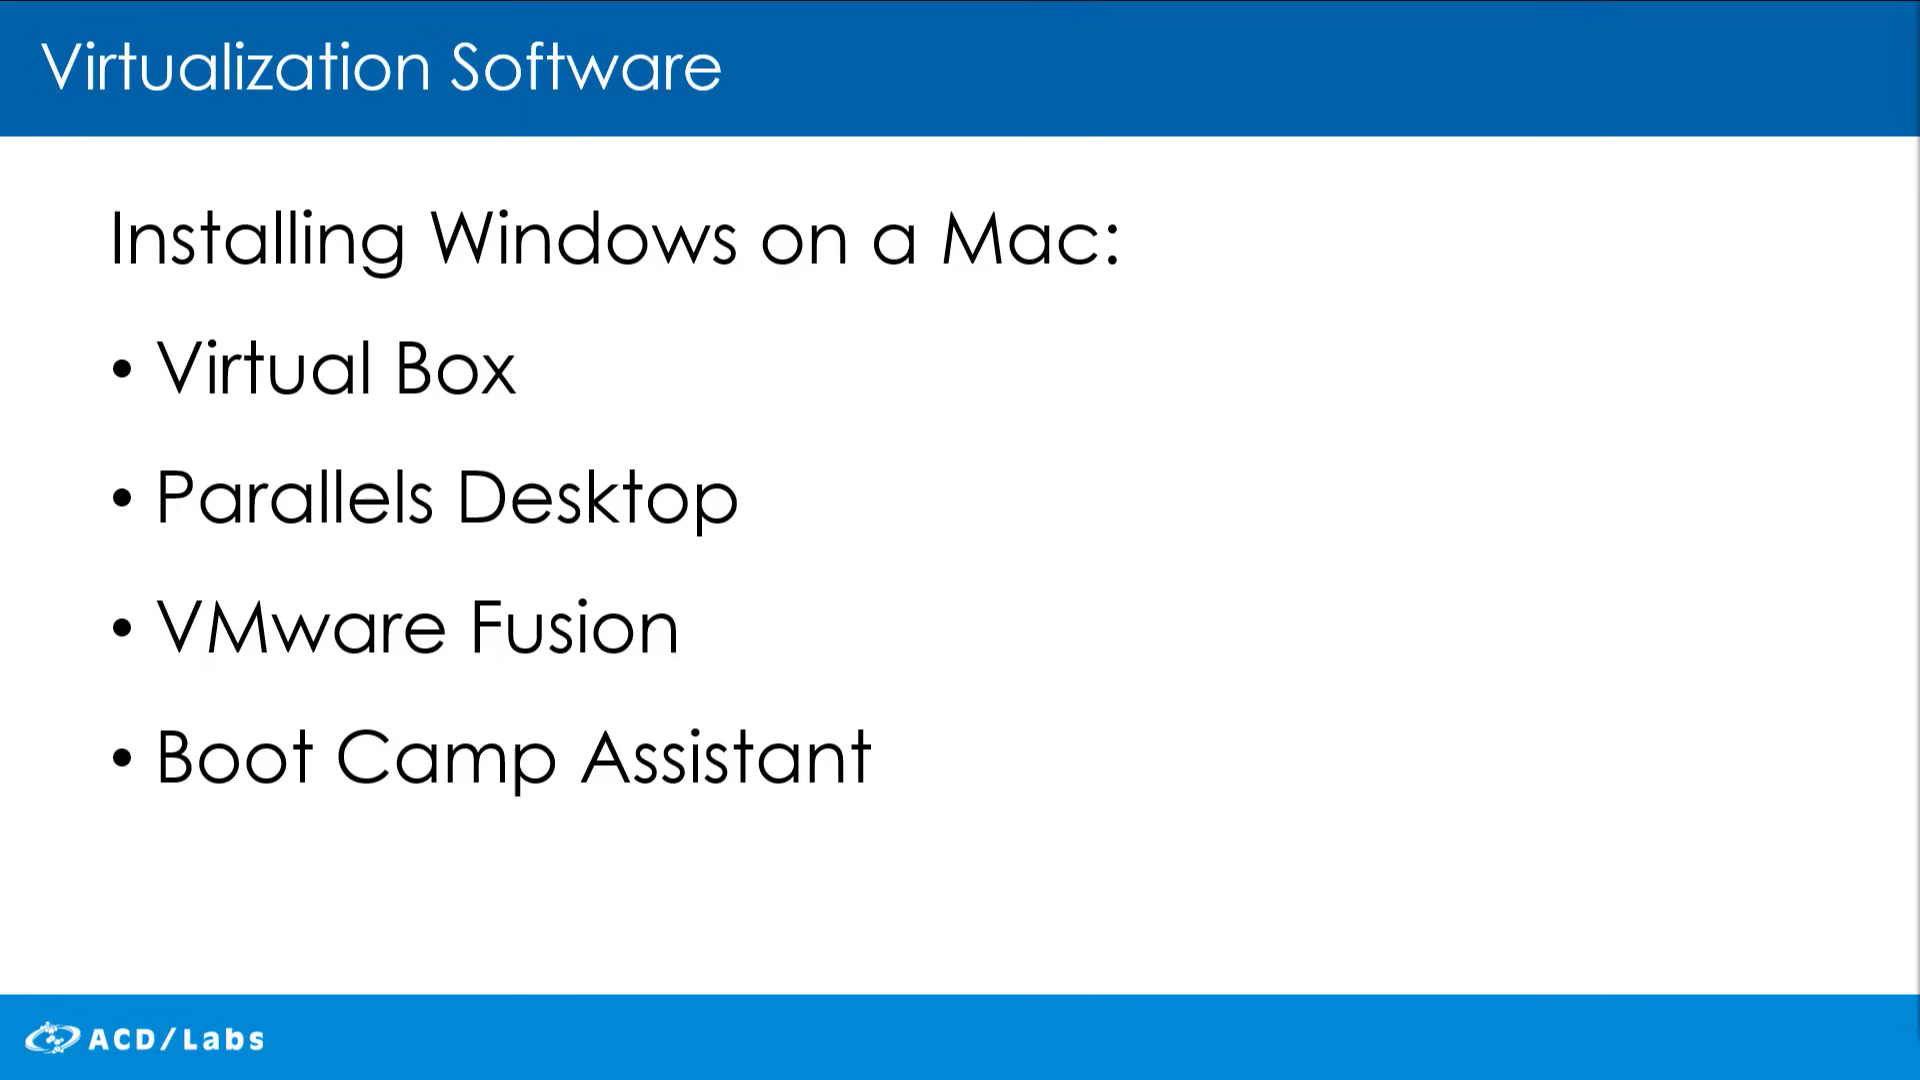 Virtualization Software
Installing Windows on a Mac:
• Virtual Box
• Parallels Desktop
• VMware Fusion
• Boot Camp Assistant
ACD/Labs